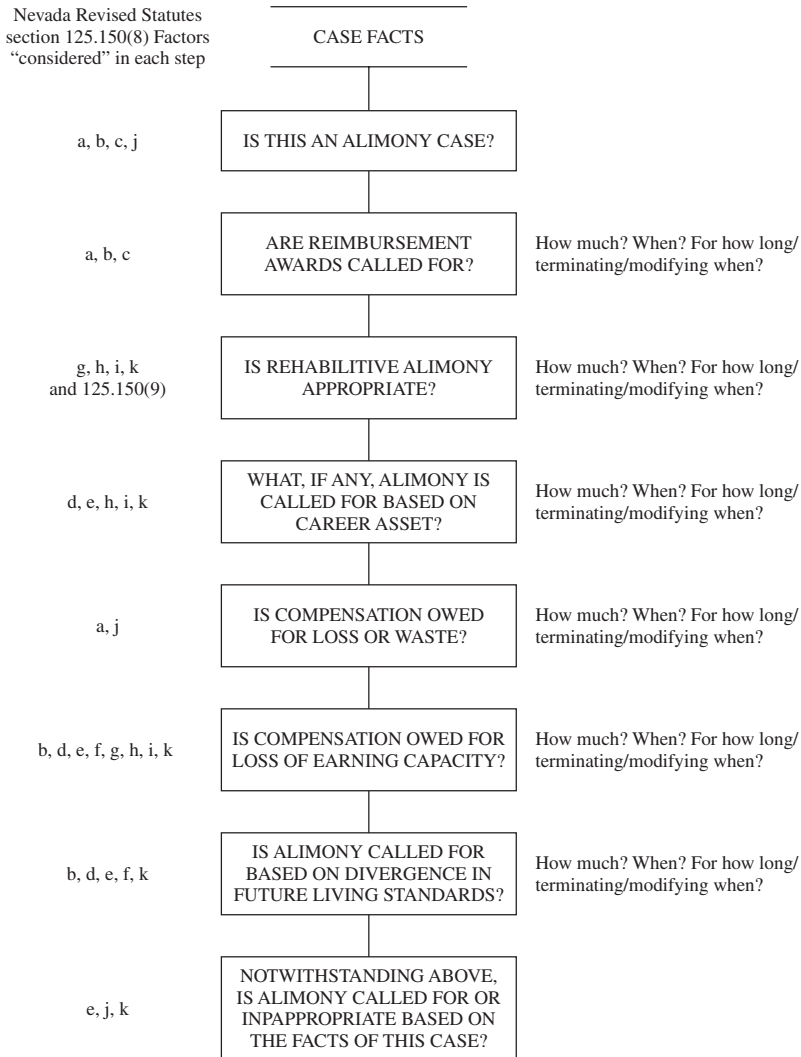 Nevada Revised Statutes
section 125.150(8) Factors
“considered” in each step
CASE FACTS
a, b, c, j
IS THIS AN ALIMONY CASE?
a, b, c
ARE REIMBURSEMENT
AWARDS CALLED FOR?
How much? When? For how long/
terminating/modifying when?
g, h, i, k
and 125.150(9)
IS REHABILITIVE ALIMONY
APPROPRIATE?
How much? When? For how long/
terminating/modifying when?
d, e, h, i, k
WHAT, IF ANY, ALIMONY IS
CALLED FOR BASED ON
CAREER ASSET?
How much? When? For how long/
terminating/modifying when?
a, j
IS COMPENSATION OWED
FOR LOSS OR WASTE?
How much? When? For how long/
terminating/modifying when?
b, d, e, f, g, h, i, k
IS COMPENSATION OWED FOR
LOSS OF EARNING CAPACITY?
How much? When? For how long/
terminating/modifying when?
b, d, e, f, k
IS ALIMONY CALLED FOR
BASED ON DIVERGENCE IN
FUTURE LIVING STANDARDS?
How much? When? For how long/
terminating/modifying when?
e, j, k
NOTWITHSTANDING ABOVE,
IS ALIMONY CALLED FOR OR
INPAPPROPRIATE BASED ON
THE FACTS OF THIS CASE?